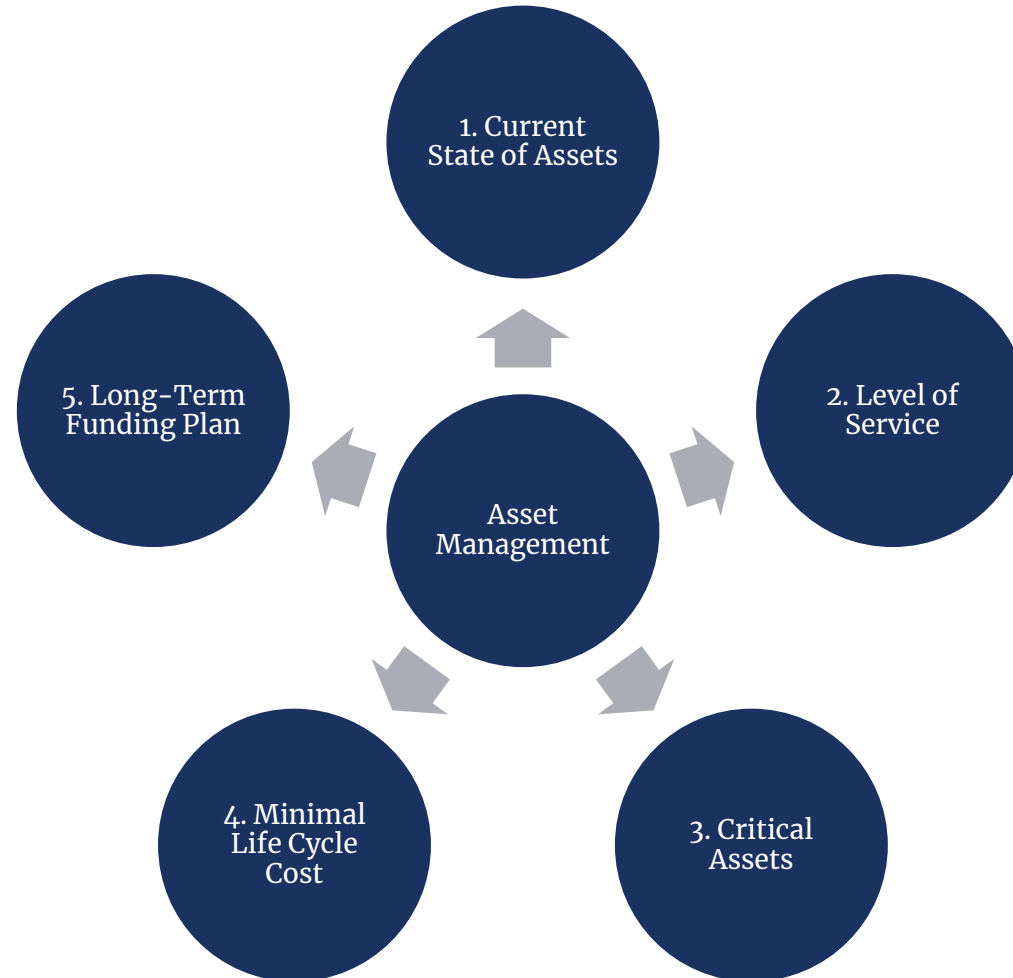 1. Current
State of Assets
2. Level of
Service
3. Critical
Assets
4. Minimal
Life Cycle
Cost
5. Long-Term
Funding Plan
Asset
Management